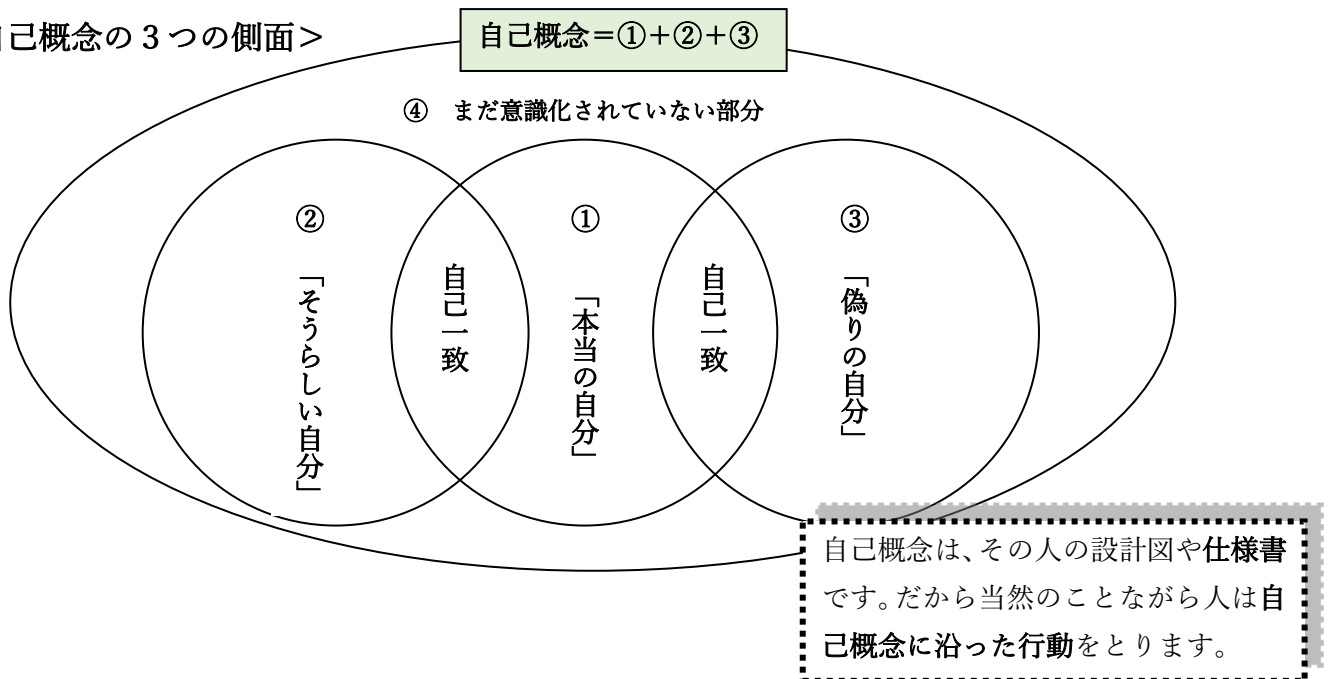 己概念の3つの側面＞
自己概念＝①＋②＋③
④　まだ意識化されていない部分
②　「そうらしい自分」
自己一致
①　「本当の自分」
自己一致
③　「偽りの自分」
自己概念は、その人の設計図や仕様書
です。だから当然のことながら人は自
己概念に沿った行動をとります。